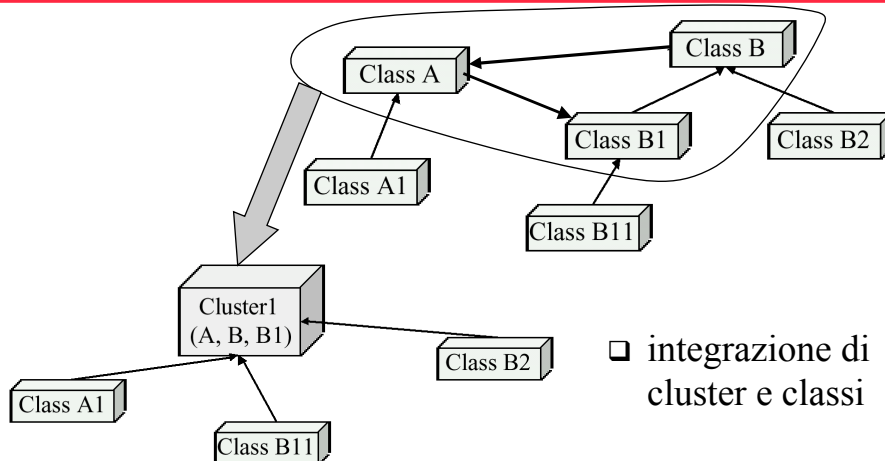 Class B
Class A
Class B1
Class B2
Class A1
Class B11
Cluster1
(A, B, B1)
Class B2
integrazione di
cluster e classi
Class A1
Class B11